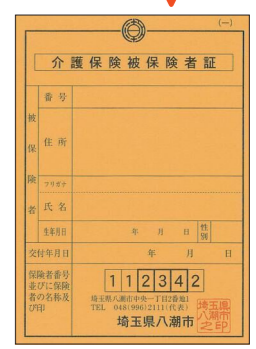 (一)
介護保険被保険者証
被保険者
番号
住所
フリガナ
氏名
生年月日
年 月 日
性別
交付年月日
年 月 日
保険者番号
並びに保険
者の名称及
び印
112342
埼玉県八潮市中央一丁目2番地1
TEL 048(996)2111(代表)
埼玉県八潮市
埼玉県
八潮市
之印